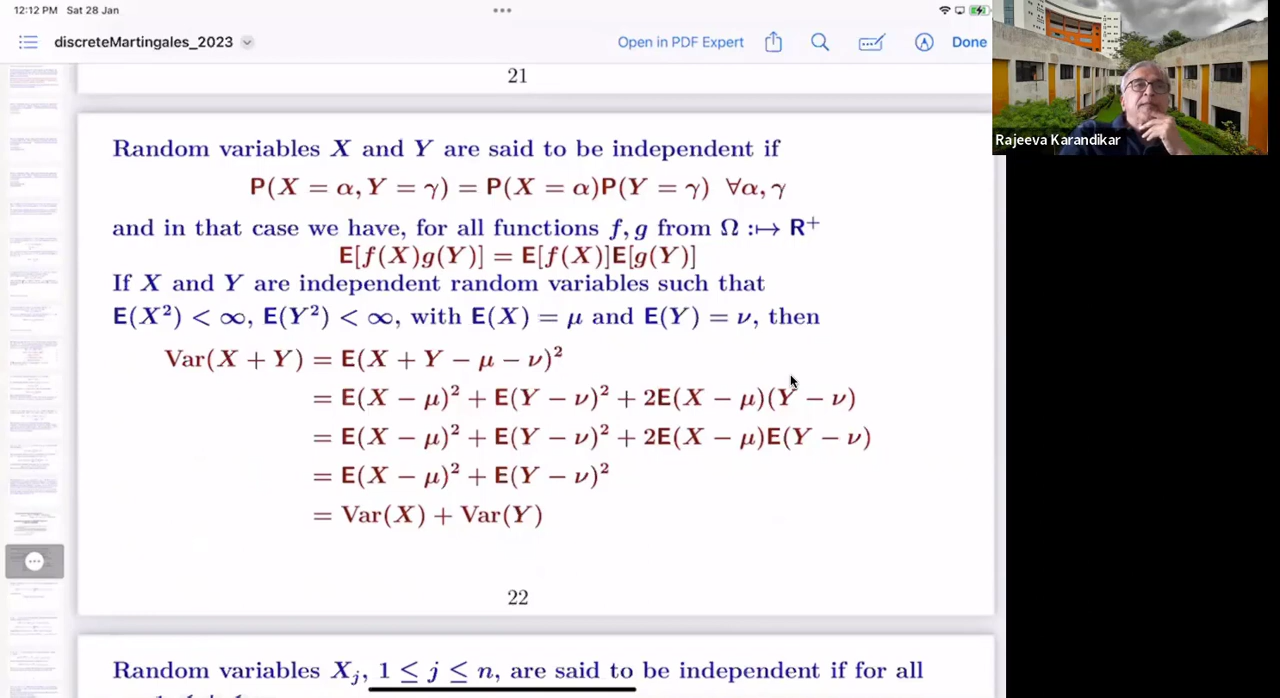 12:12 PM Sat 28 Jan
discreteMartingales_2023
Open in PDF Expert
Done
Rajeeva Karandikar
21
Random variables X and Y are said to be independent if
P(X = α, Y = γ) = P(X = α)P(Y = γ) ∀α, γ
and in that case we have, for all functions f, g from Ω :↦ R⁺
E[f(X)g(Y)] = E[f(X)]E[g(Y)]
If X and Y are independent random variables such that
E(X²) < ∞, E(Y²) < ∞, with E(X) = μ and E(Y) = ν, then
Var(X + Y) = E(X + Y − μ − ν)²
= E(X − μ)² + E(Y − ν)² + 2E(X − μ)(Y − ν)
= E(X − μ)² + E(Y − ν)² + 2E(X − μ)E(Y − ν)
= E(X − μ)² + E(Y − ν)²
= Var(X) + Var(Y)
22
Random variables Xⱼ, 1 ≤ j ≤ n, are said to be independent if for all